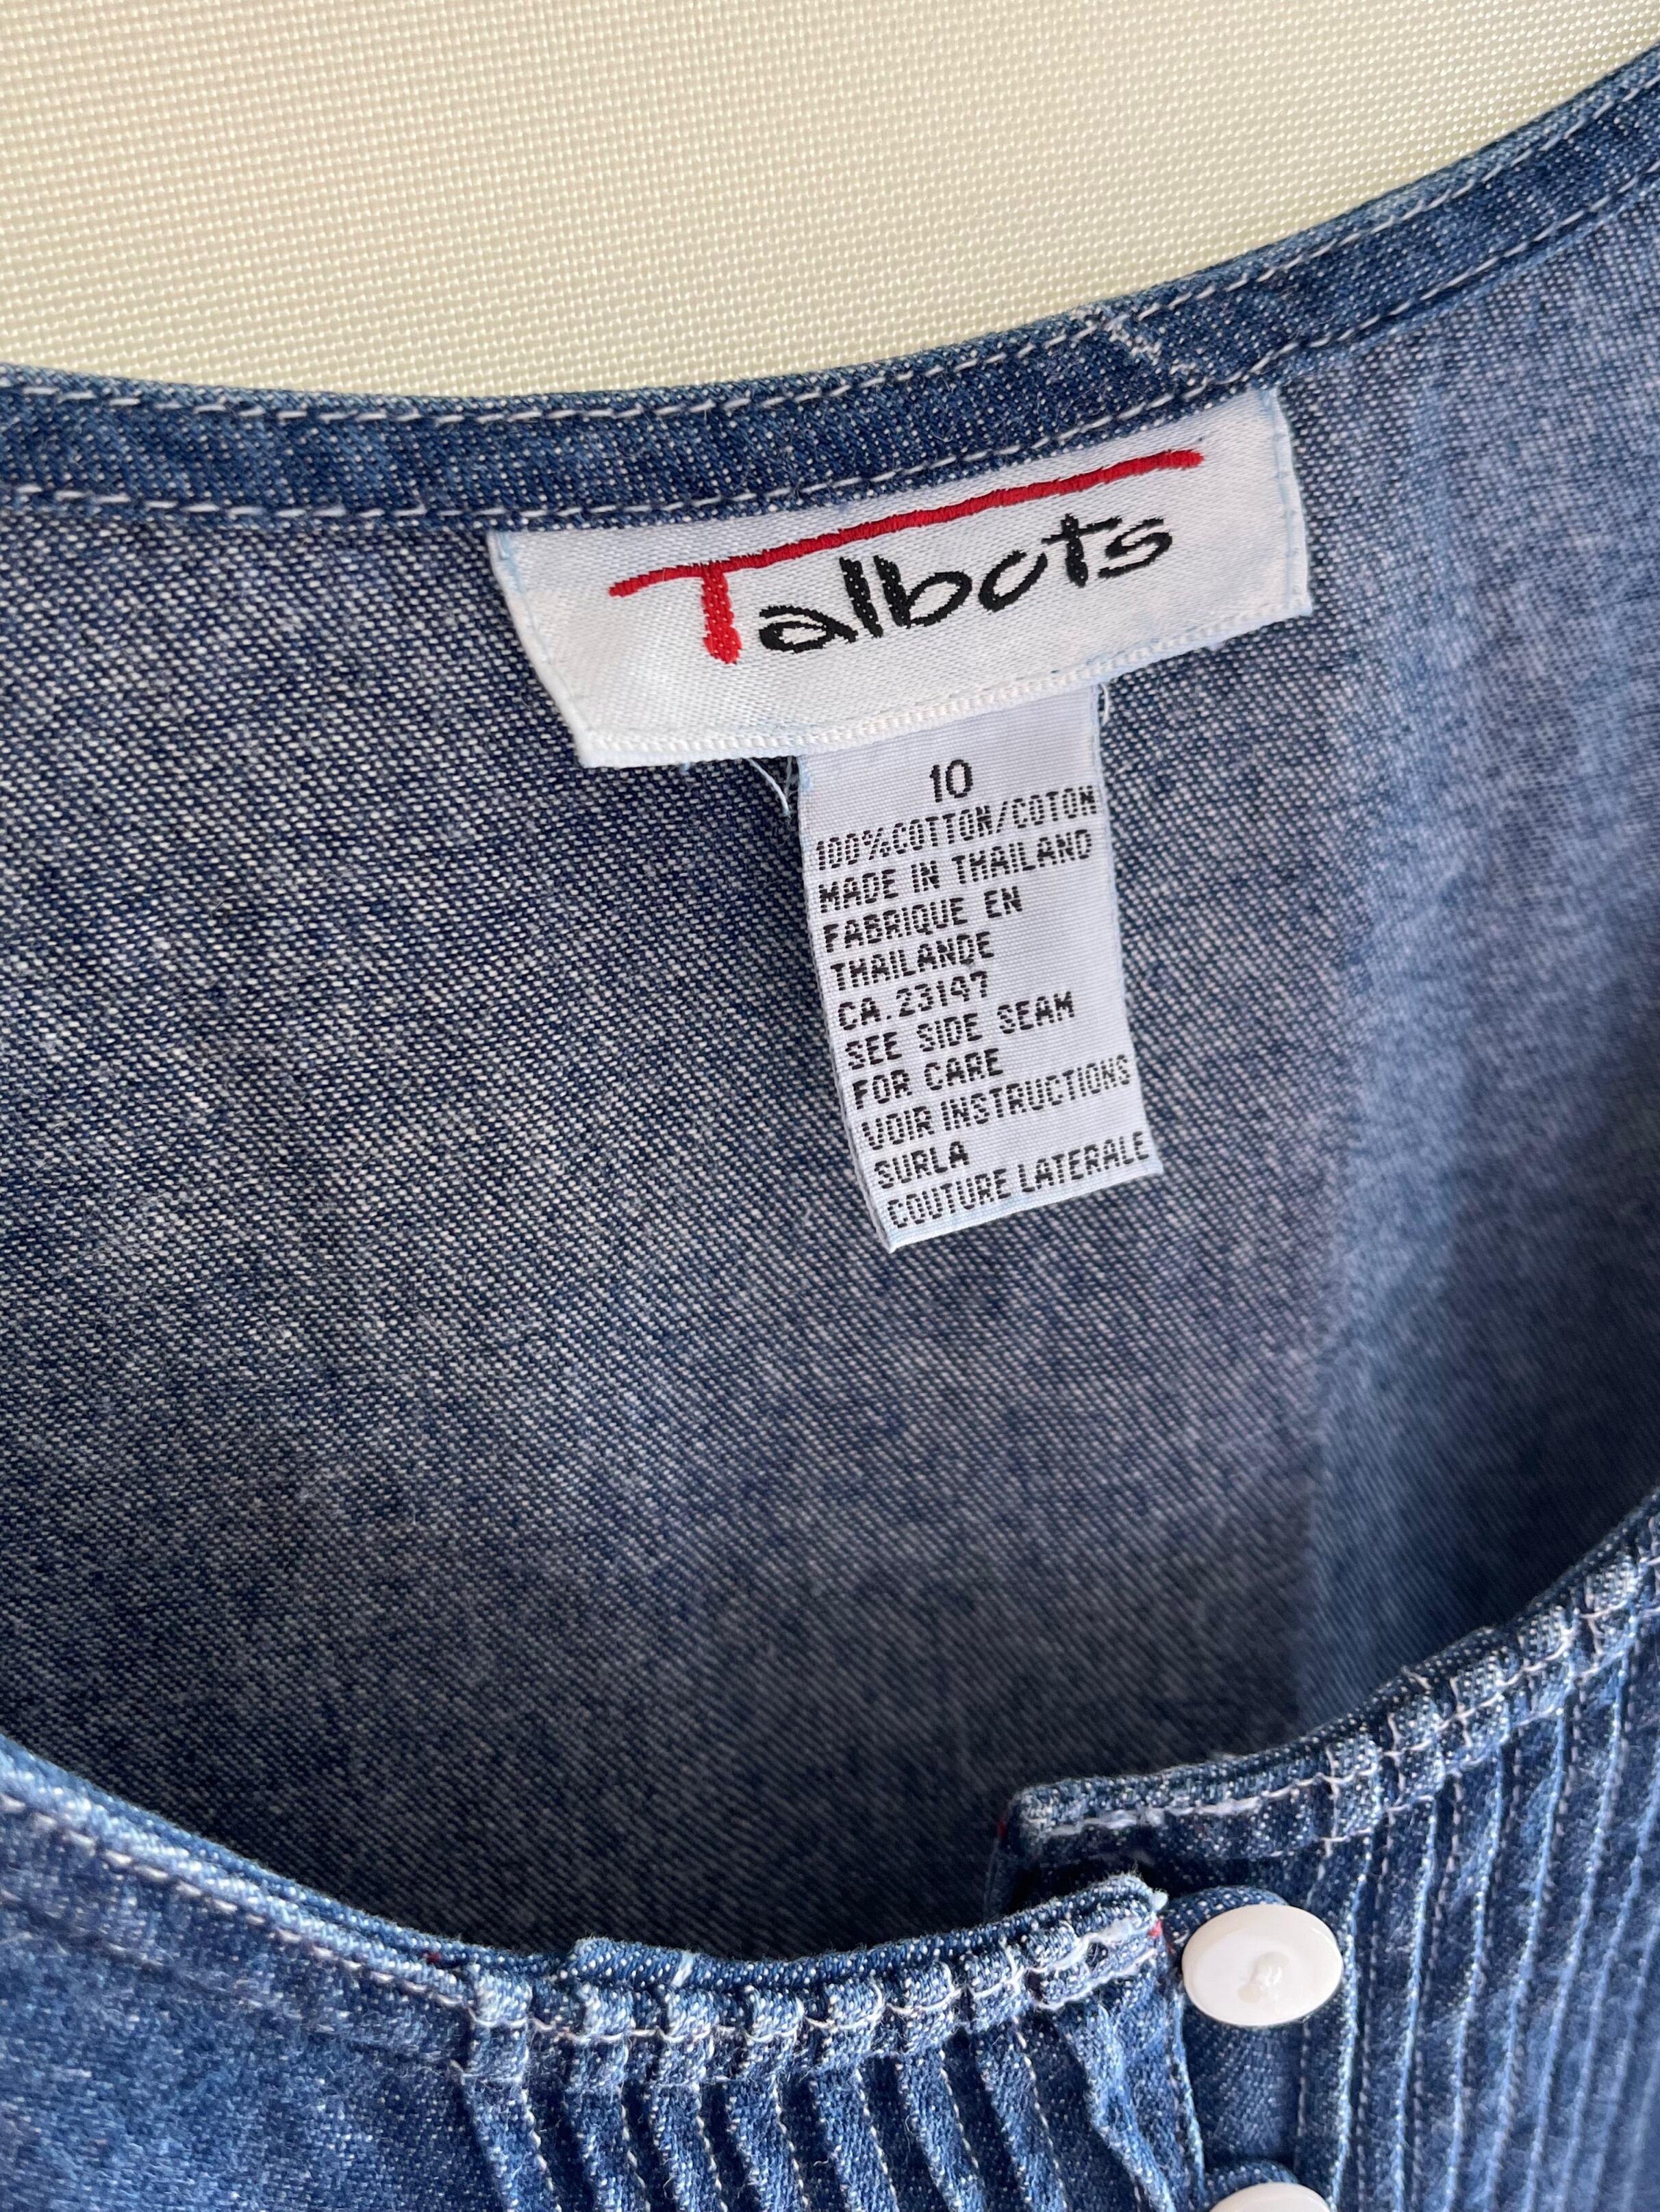 Talbots
10
100%COTTON/COTON
MADE IN THAILAND
FABRIQUE EN
THAILANDE
CA.23197
SEE SIDE SEAM
FOR CARE
VOIR INSTRUCTIONS
SURLA
COUTURE LATERALE